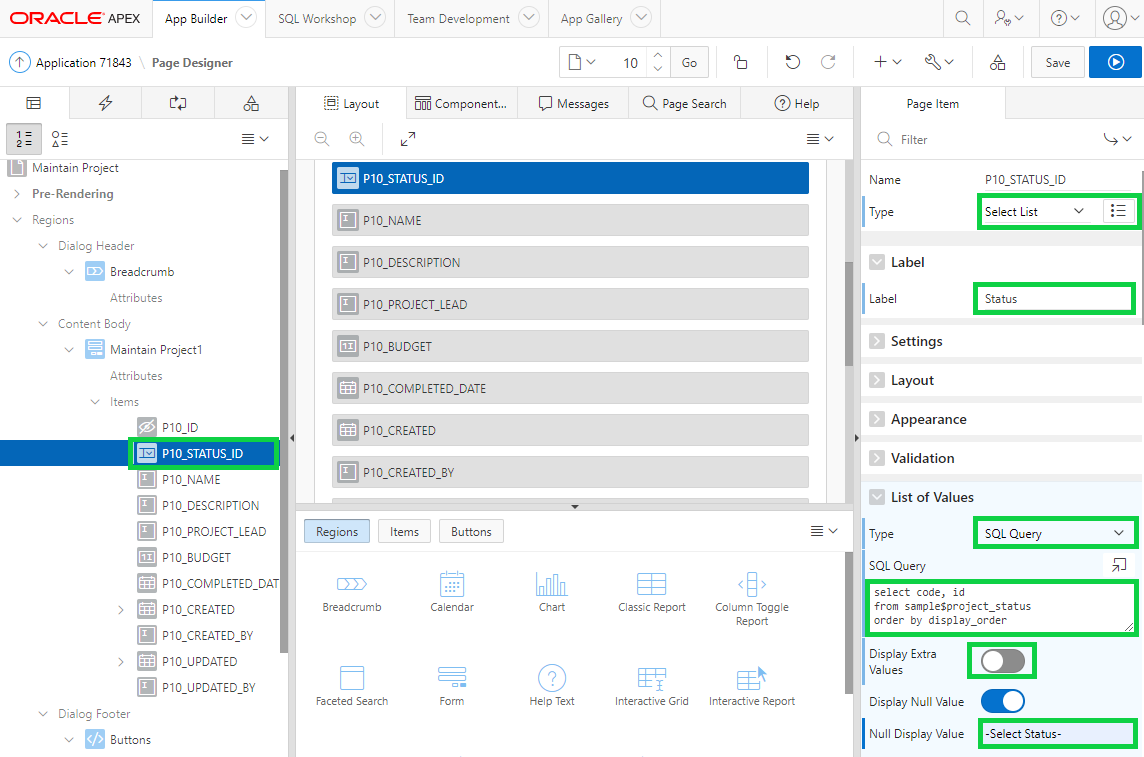 ORACLE APEX
App Builder
SQL Workshop
Team Development
App Gallery
Application 71843 \ Page Designer
10
Go
Save
Layout
Component...
Messages
Page Search
Help
Page Item
Filter
Maintain Project
Pre-Rendering
Regions
Dialog Header
Breadcrumb
Attributes
Content Body
Maintain Project1
Attributes
Items
P10_ID
P10_STATUS_ID
P10_NAME
P10_DESCRIPTION
P10_PROJECT_LEAD
P10_BUDGET
P10_COMPLETED_DAT
P10_CREATED
P10_CREATED_BY
P10_UPDATED
P10_UPDATED_BY
Dialog Footer
Buttons
P10_STATUS_ID
P10_NAME
P10_DESCRIPTION
P10_PROJECT_LEAD
P10_BUDGET
P10_COMPLETED_DATE
P10_CREATED
P10_CREATED_BY
Regions
Items
Buttons
Breadcrumb
Calendar
Chart
Classic Report
Column Toggle
Report
Faceted Search
Form
Help Text
Interactive Grid
Interactive Report
Name P10_STATUS_ID
Type Select List
Label
Label Status
Settings
Layout
Appearance
Validation
List of Values
Type SQL Query
SQL Query
select code, id
from sample$project_status
order by display_order
Display Extra
Values
Display Null Value
Null Display Value -Select Status-